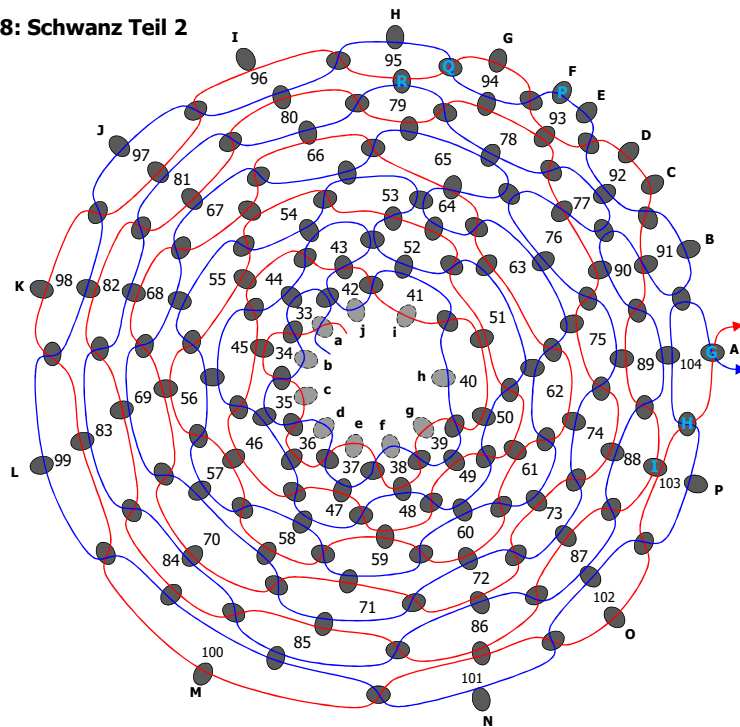 8: Schwanz Teil 2
H
I
G
95
Q
R
94
96
F
P
E
79
80
93
J
D
78
66
97
C
65
81
92
53
64
77
67
54
B
52
76
43
91
63
90
K
98
82
68
55
44
42
41
33
j
i
51
75
a
G
A
45
34
b
89
104
c
h
40
62
56
69
35
d
g
50
H
83
36
e
f
39
74
46
61
88
L
99
37
38
49
I
103
P
57
47
48
73
58
60
70
59
87
84
72
102
71
86
O
85
100
M
101
N